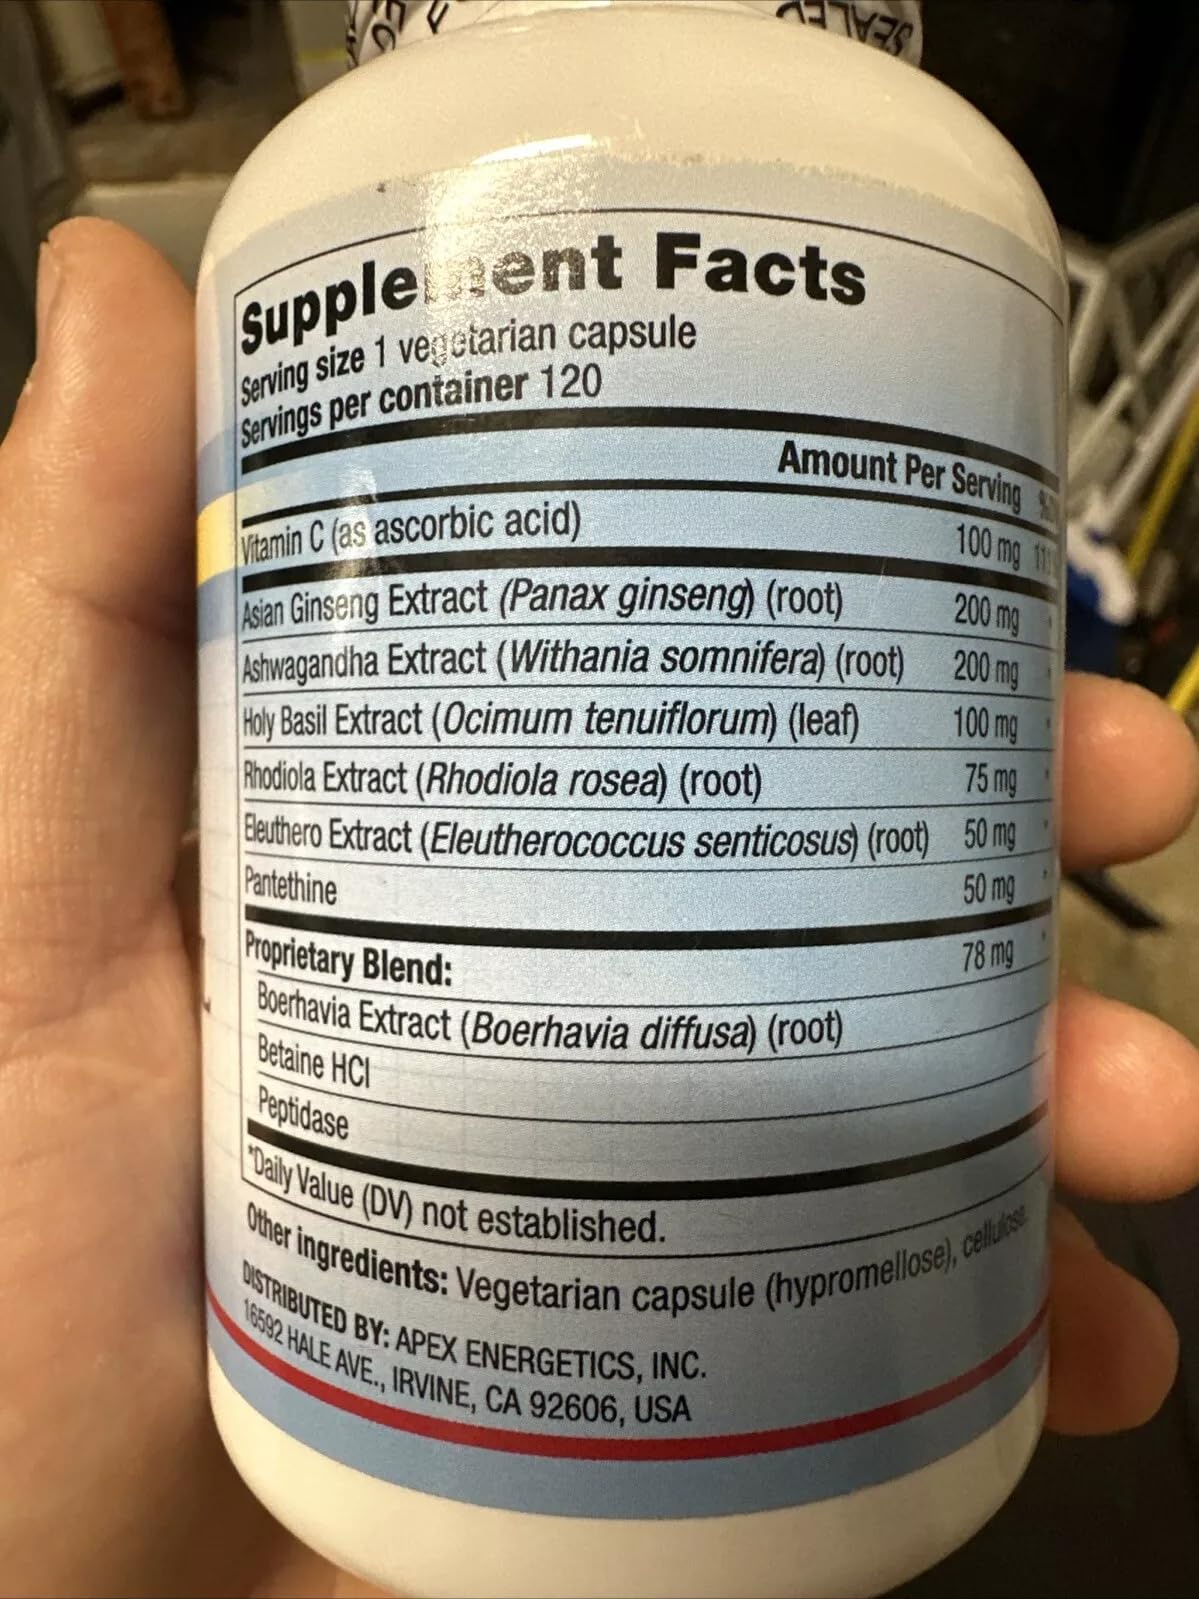 SEALED
Supplement Facts
Serving size 1 vegetarian capsule
Servings per container 120
Amount Per Serving
Vitamin C (as ascorbic acid) 100 mg
Asian Ginseng Extract (Panax ginseng) (root) 200 mg *
Ashwagandha Extract (Withania somnifera) (root) 200 mg *
Holy Basil Extract (Ocimum tenuiflorum) (leaf) 100 mg *
Rhodiola Extract (Rhodiola rosea) (root) 75 mg *
Eleuthero Extract (Eleutherococcus senticosus) (root) 50 mg *
Pantethine 50 mg *
Proprietary Blend: 78 mg *
Boerhavia Extract (Boerhavia diffusa) (root)
Betaine HCl
Peptidase
*Daily Value (DV) not established.
Other ingredients: Vegetarian capsule (hypromellose), cellulose.
DISTRIBUTED BY: APEX ENERGETICS, INC.
16592 HALE AVE., IRVINE, CA 92606, USA